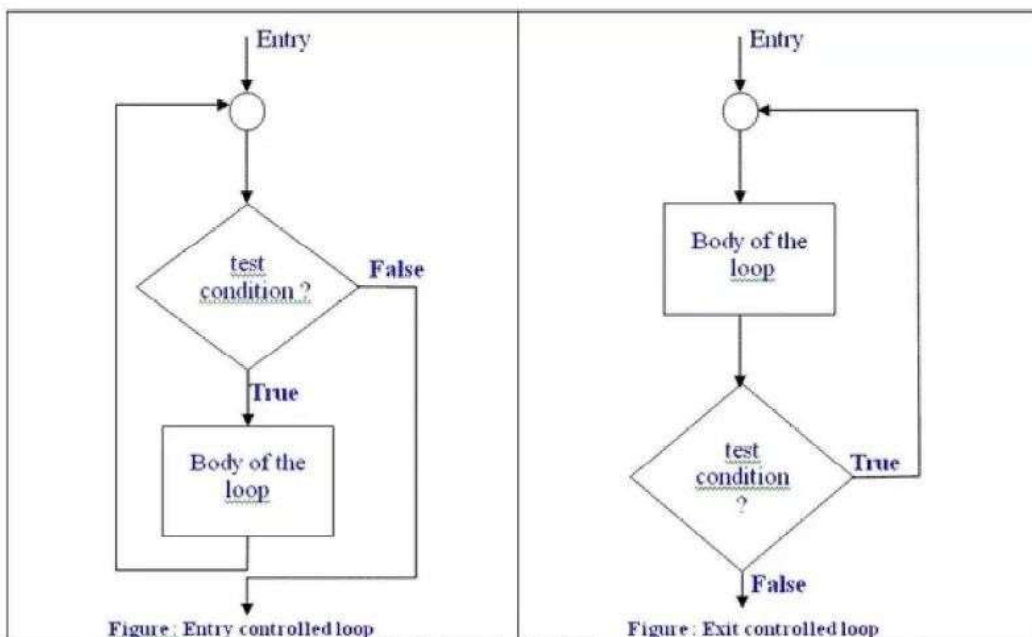 Entry
test
condition ?
False
True
Body of the
loop
Figure : Entry controlled loop
Entry
Body of the
loop
test
condition
?
True
False
Figure : Exit controlled loop